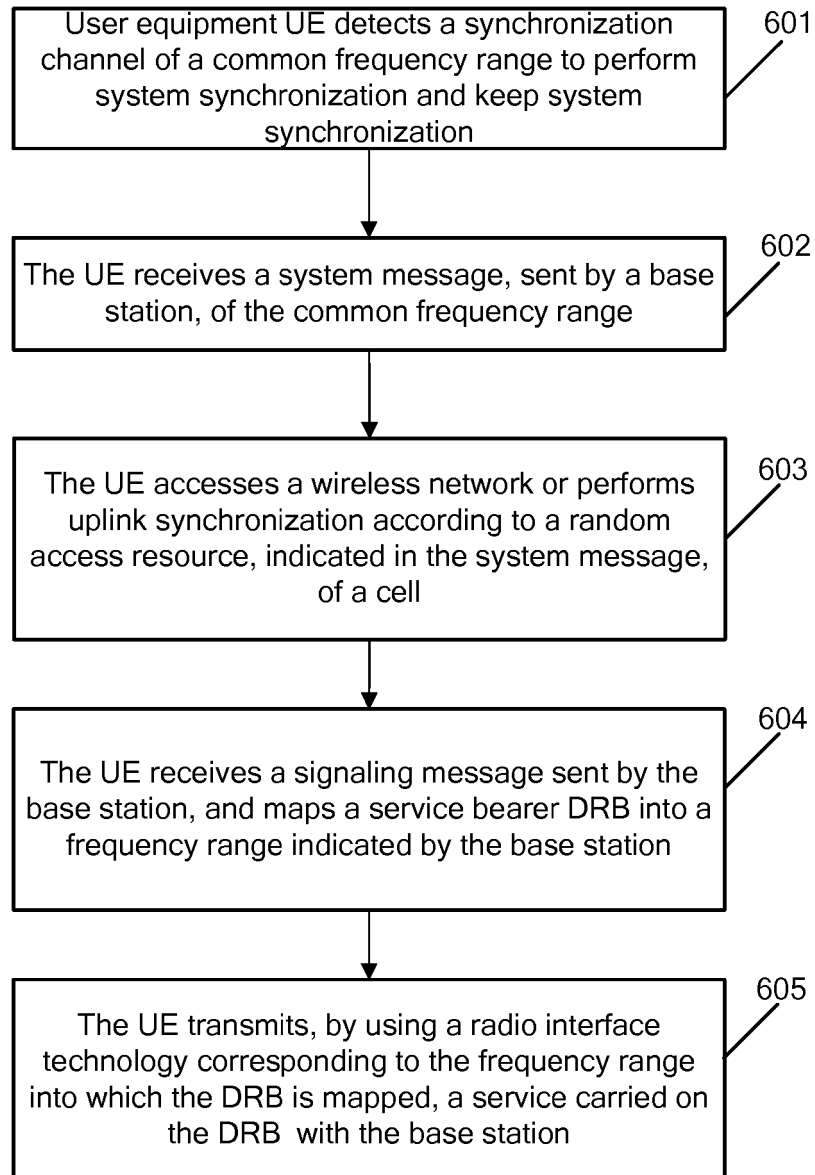 User equipment UE detects a synchronization
channel of a common frequency range to perform
system synchronization and keep system
synchronization
601
The UE receives a system message, sent by a base
station, of the common frequency range
602
The UE accesses a wireless network or performs
uplink synchronization according to a random
access resource, indicated in the system message,
of a cell
603
The UE receives a signaling message sent by the
base station, and maps a service bearer DRB into a
frequency range indicated by the base station
604
The UE transmits, by using a radio interface
technology corresponding to the frequency range
into which the DRB is mapped, a service carried on
the DRB with the base station
605